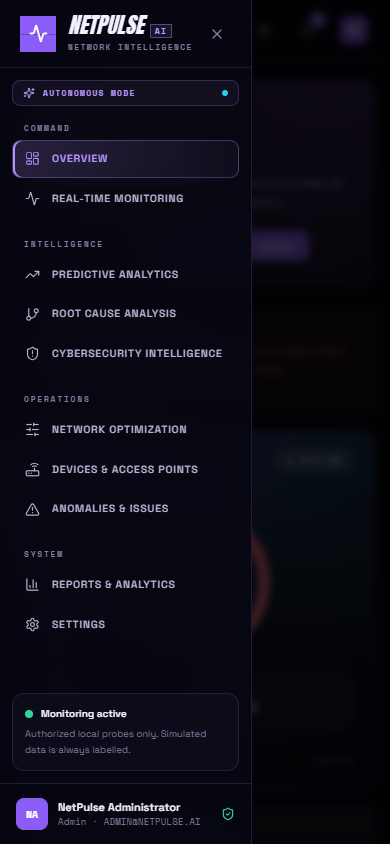 NETPULSE AI
NETWORK INTELLIGENCE
AUTONOMOUS MODE
COMMAND
OVERVIEW
REAL-TIME MONITORING
INTELLIGENCE
PREDICTIVE ANALYTICS
ROOT CAUSE ANALYSIS
CYBERSECURITY INTELLIGENCE
OPERATIONS
NETWORK OPTIMIZATION
DEVICES & ACCESS POINTS
ANOMALIES & ISSUES
SYSTEM
REPORTS & ANALYTICS
SETTINGS
Monitoring active
Authorized local probes only. Simulated
data is always labelled.
NA
NetPulse Administrator
Admin · ADMIN@NETPULSE.AI